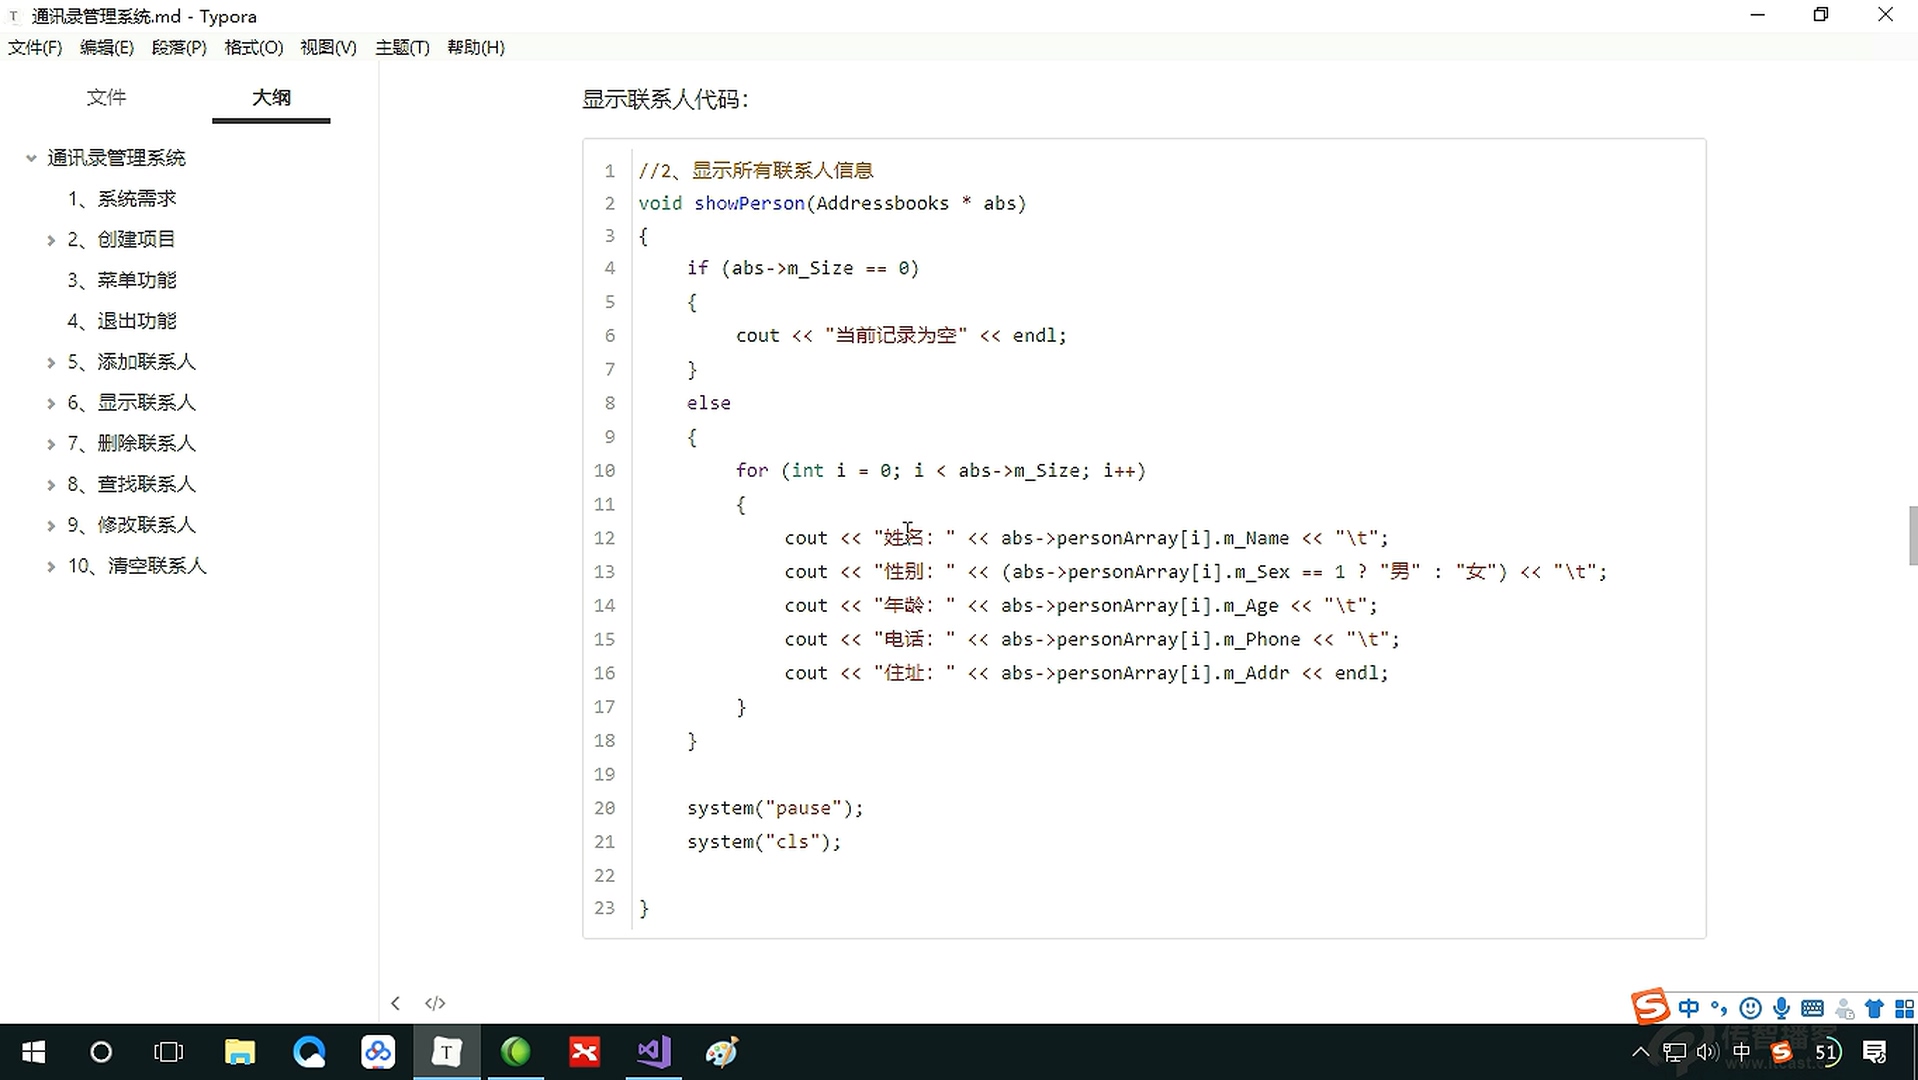 通讯录管理系统.md - Typora
文件(F) 编辑(E) 段落(P) 格式(O) 视图(V) 主题(T) 帮助(H)
文件 大纲
通讯录管理系统
1、系统需求
2、创建项目
3、菜单功能
4、退出功能
5、添加联系人
6、显示联系人
7、删除联系人
8、查找联系人
9、修改联系人
10、清空联系人
显示联系人代码：
1 //2、显示所有联系人信息
2 void showPerson(Addressbooks * abs)
3 {
4 if (abs->m_Size == 0)
5 {
6 cout << "当前记录为空" << endl;
7 }
8 else
9 {
10 for (int i = 0; i < abs->m_Size; i++)
11 {
12 cout << "姓名：" << abs->personArray[i].m_Name << "\t";
13 cout << "性别：" << (abs->personArray[i].m_Sex == 1 ? "男" : "女") << "\t";
14 cout << "年龄：" << abs->personArray[i].m_Age << "\t";
15 cout << "电话：" << abs->personArray[i].m_Phone << "\t";
16 cout << "住址：" << abs->personArray[i].m_Addr << endl;
17 }
18 }
19
20 system("pause");
21 system("cls");
22
23 }
中
传智播客
www.itcast.cn
中 51